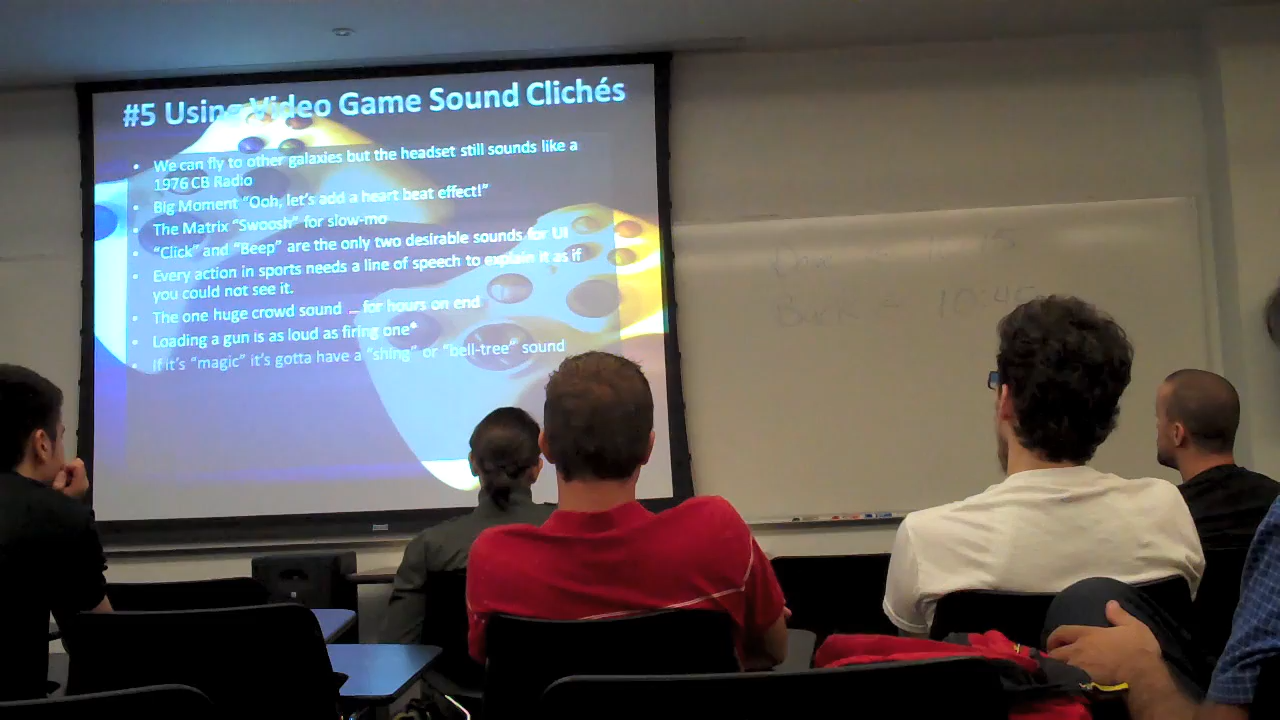 #5 Using Video Game Sound Clichés
• We can fly to other galaxies but the headset still sounds like a
1976 CB Radio
• Big Moment "Ooh, let's add a heart beat effect!"
• The Matrix "Swoosh" for slow-mo
• "Click" and "Beep" are the only two desirable sounds for UI
• Every action in sports needs a line of speech to explain it as if
you could not see it.
• The one huge crowd sound ... for hours on end
• Loading a gun is as loud as firing one*
• If it's "magic" it's gotta have a "shing" or "bell-tree" sound
Back = 10:45